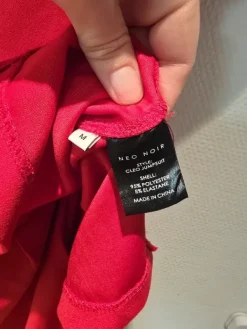 M
NEO NOIR
STYLE:
CLEO JUMPSUIT
SHELL:
95% POLYESTER
5% ELASTANE
MADE IN CHINA